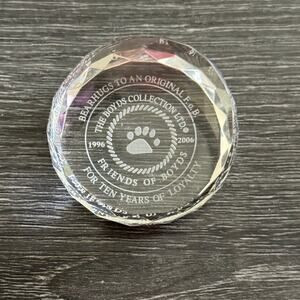 BEARHUGS TO AN ORIGINAL F.o.B
THE BOYDS COLLECTION LTD®
1996 2006
FRIENDS OF BOYDS
FOR TEN YEARS OF LOYALTY